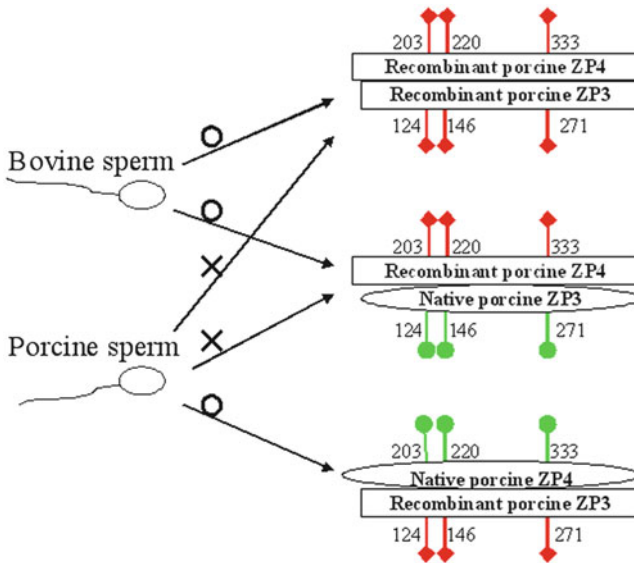 203 220 333
Recombinant porcine ZP4
Recombinant porcine ZP3
124 146 271
Bovine sperm
203 220 333
Recombinant porcine ZP4
Native porcine ZP3
124 146 271
Porcine sperm
203 220 333
Native porcine ZP4
Recombinant porcine ZP3
124 146 271